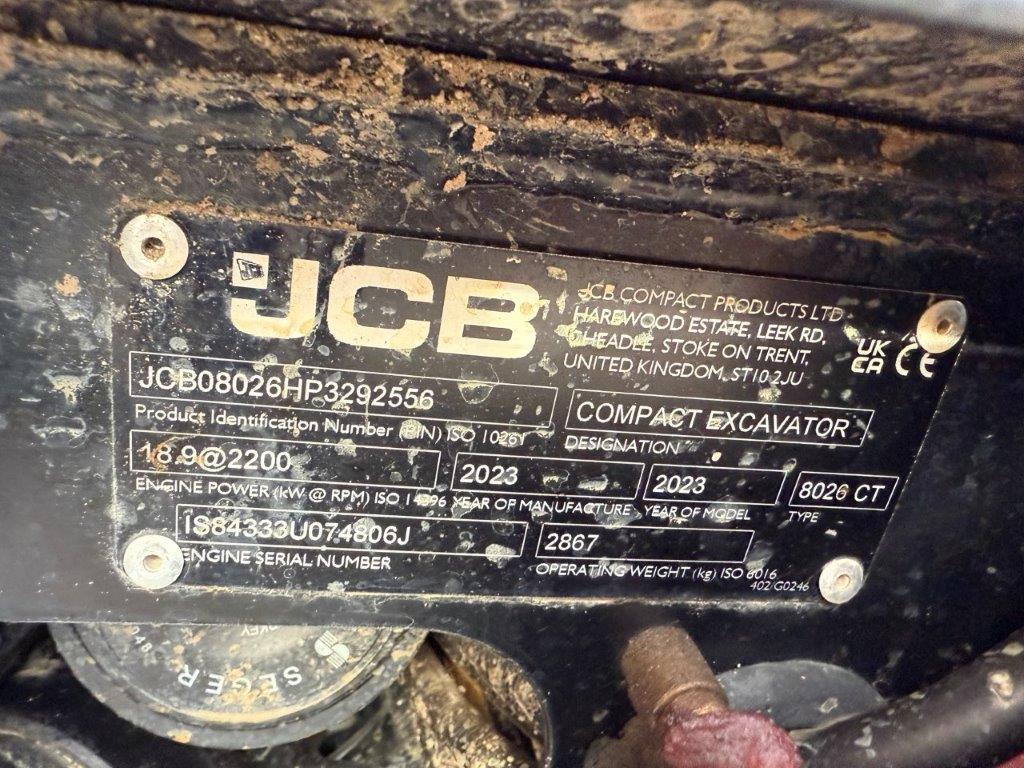 JCB
JCB COMPACT PRODUCTS LTD
HAREWOOD ESTATE, LEEK RD,
CHEADLE, STOKE ON TRENT,
UNITED KINGDOM, ST10 2JU
UK
CA
CE
JCB08026HP3292556
Product Identification Number (PIN) ISO 10261
COMPACT EXCAVATOR
DESIGNATION
18.9@2200
ENGINE POWER (kW @ RPM) ISO 14396
2023
YEAR OF MANUFACTURE
2023
YEAR OF MODEL
8026 CT
TYPE
IS84333U074806J
ENGINE SERIAL NUMBER
2867
OPERATING WEIGHT (kg) ISO 6016
402/G0246
SEGER